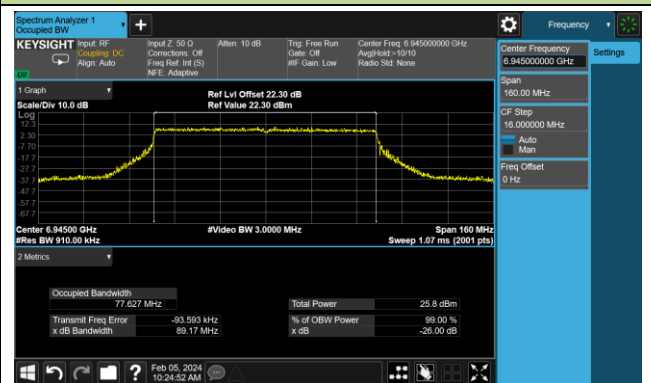 Spectrum Analyzer 1
Occupied BW
+
Frequency
KEYSIGHT
Input: RF
Coupling: DC
Align: Auto
Input Z: 50 Ω
Corrections: Off
Freq Ref: Int (S)
NFE: Adaptive
Atten: 10 dB
Trig: Free Run
Gate: Off
#IF Gain: Low
Center Freq: 6.945000000 GHz
Avg|Hold:>10/10
Radio Std: None
Center Frequency
6.945000000 GHz
Settings
Span
160.00 MHz
CF Step
16.000000 MHz
Auto
Man
Freq Offset
0 Hz
1 Graph
Scale/Div 10.0 dB
Ref Lvl Offset 22.30 dB
Ref Value 22.30 dBm
Log
12.3
2.30
-7.70
-17.7
-27.7
-37.7
-47.7
-57.7
-67.7
Center 6.94500 GHz
#Res BW 910.00 kHz
#Video BW 3.0000 MHz
Span 160 MHz
Sweep 1.07 ms (2001 pts)
2 Metrics
Occupied Bandwidth
77.627 MHz
Total Power 25.8 dBm
Transmit Freq Error -93.593 kHz
% of OBW Power 99.00 %
x dB Bandwidth 89.17 MHz
x dB -26.00 dB
?
Feb 05, 2024
10:24:52 AM